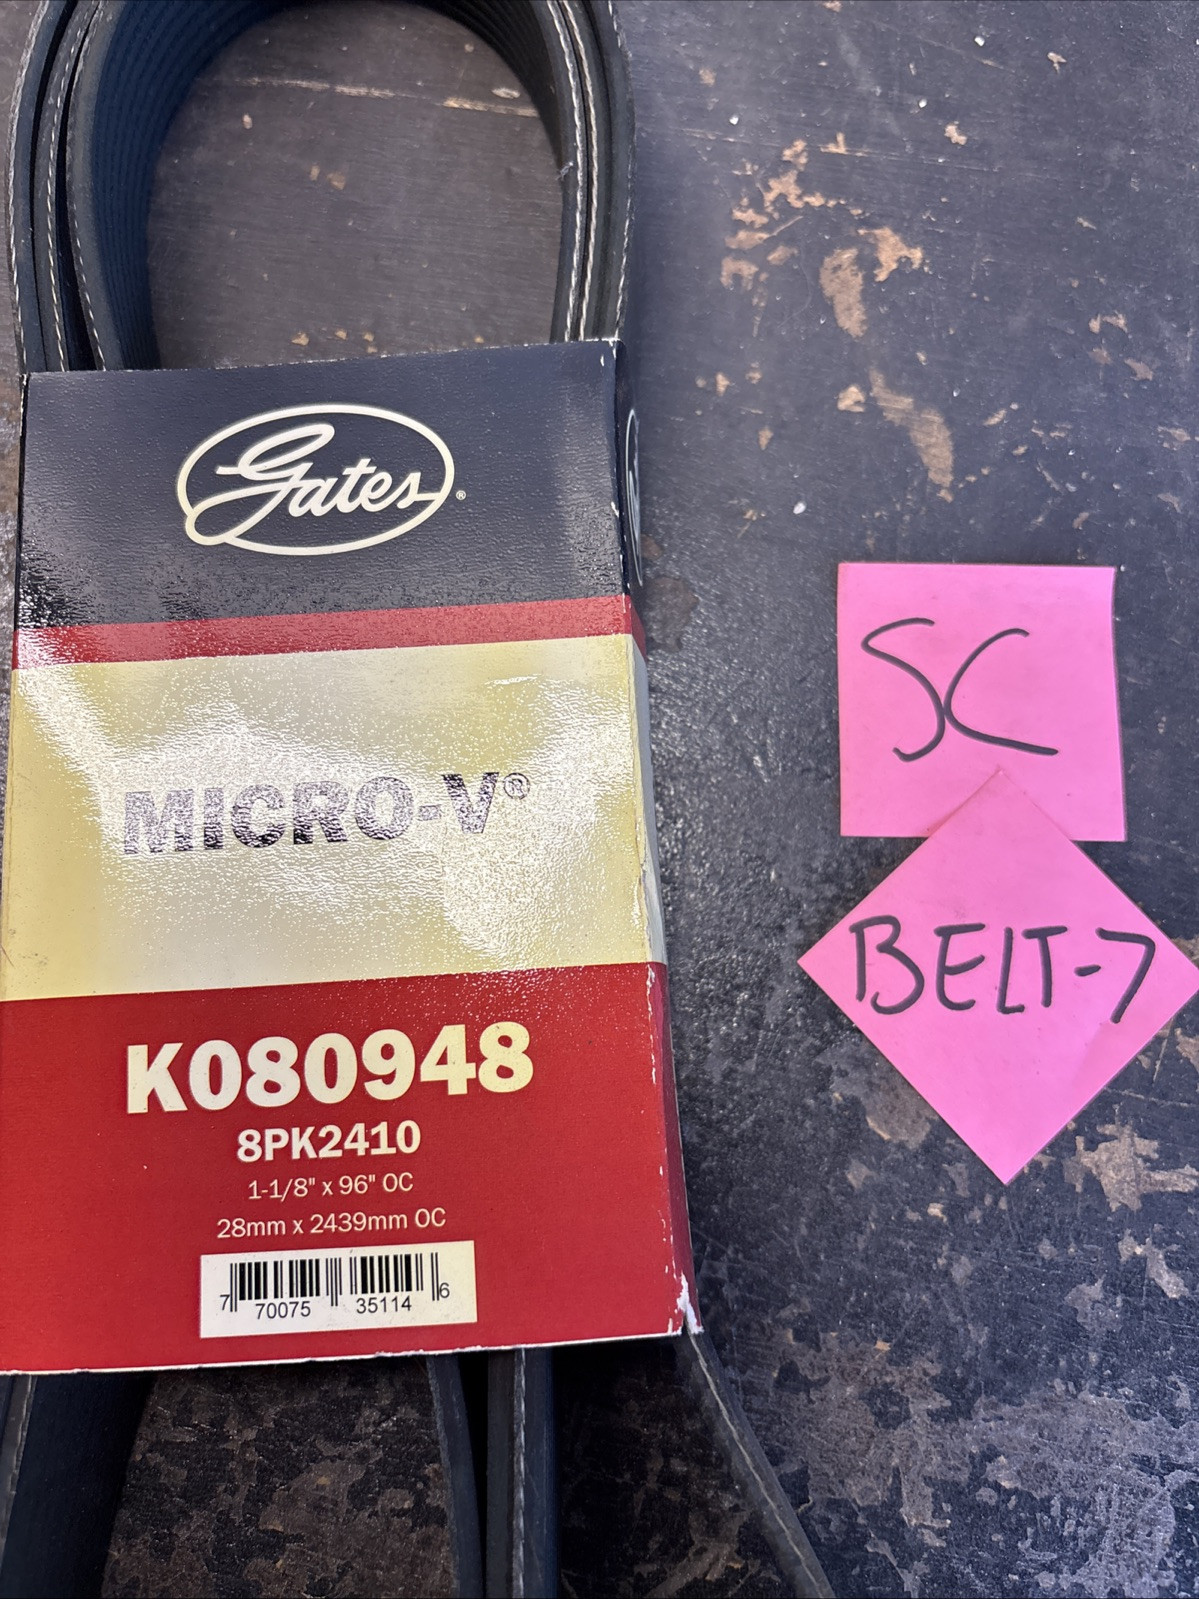 Gates®
MICRO-V®
K080948
8PK2410
1-1/8" x 96" OC
28mm x 2439mm OC
7 70075 35114 6
SC
BELT-7